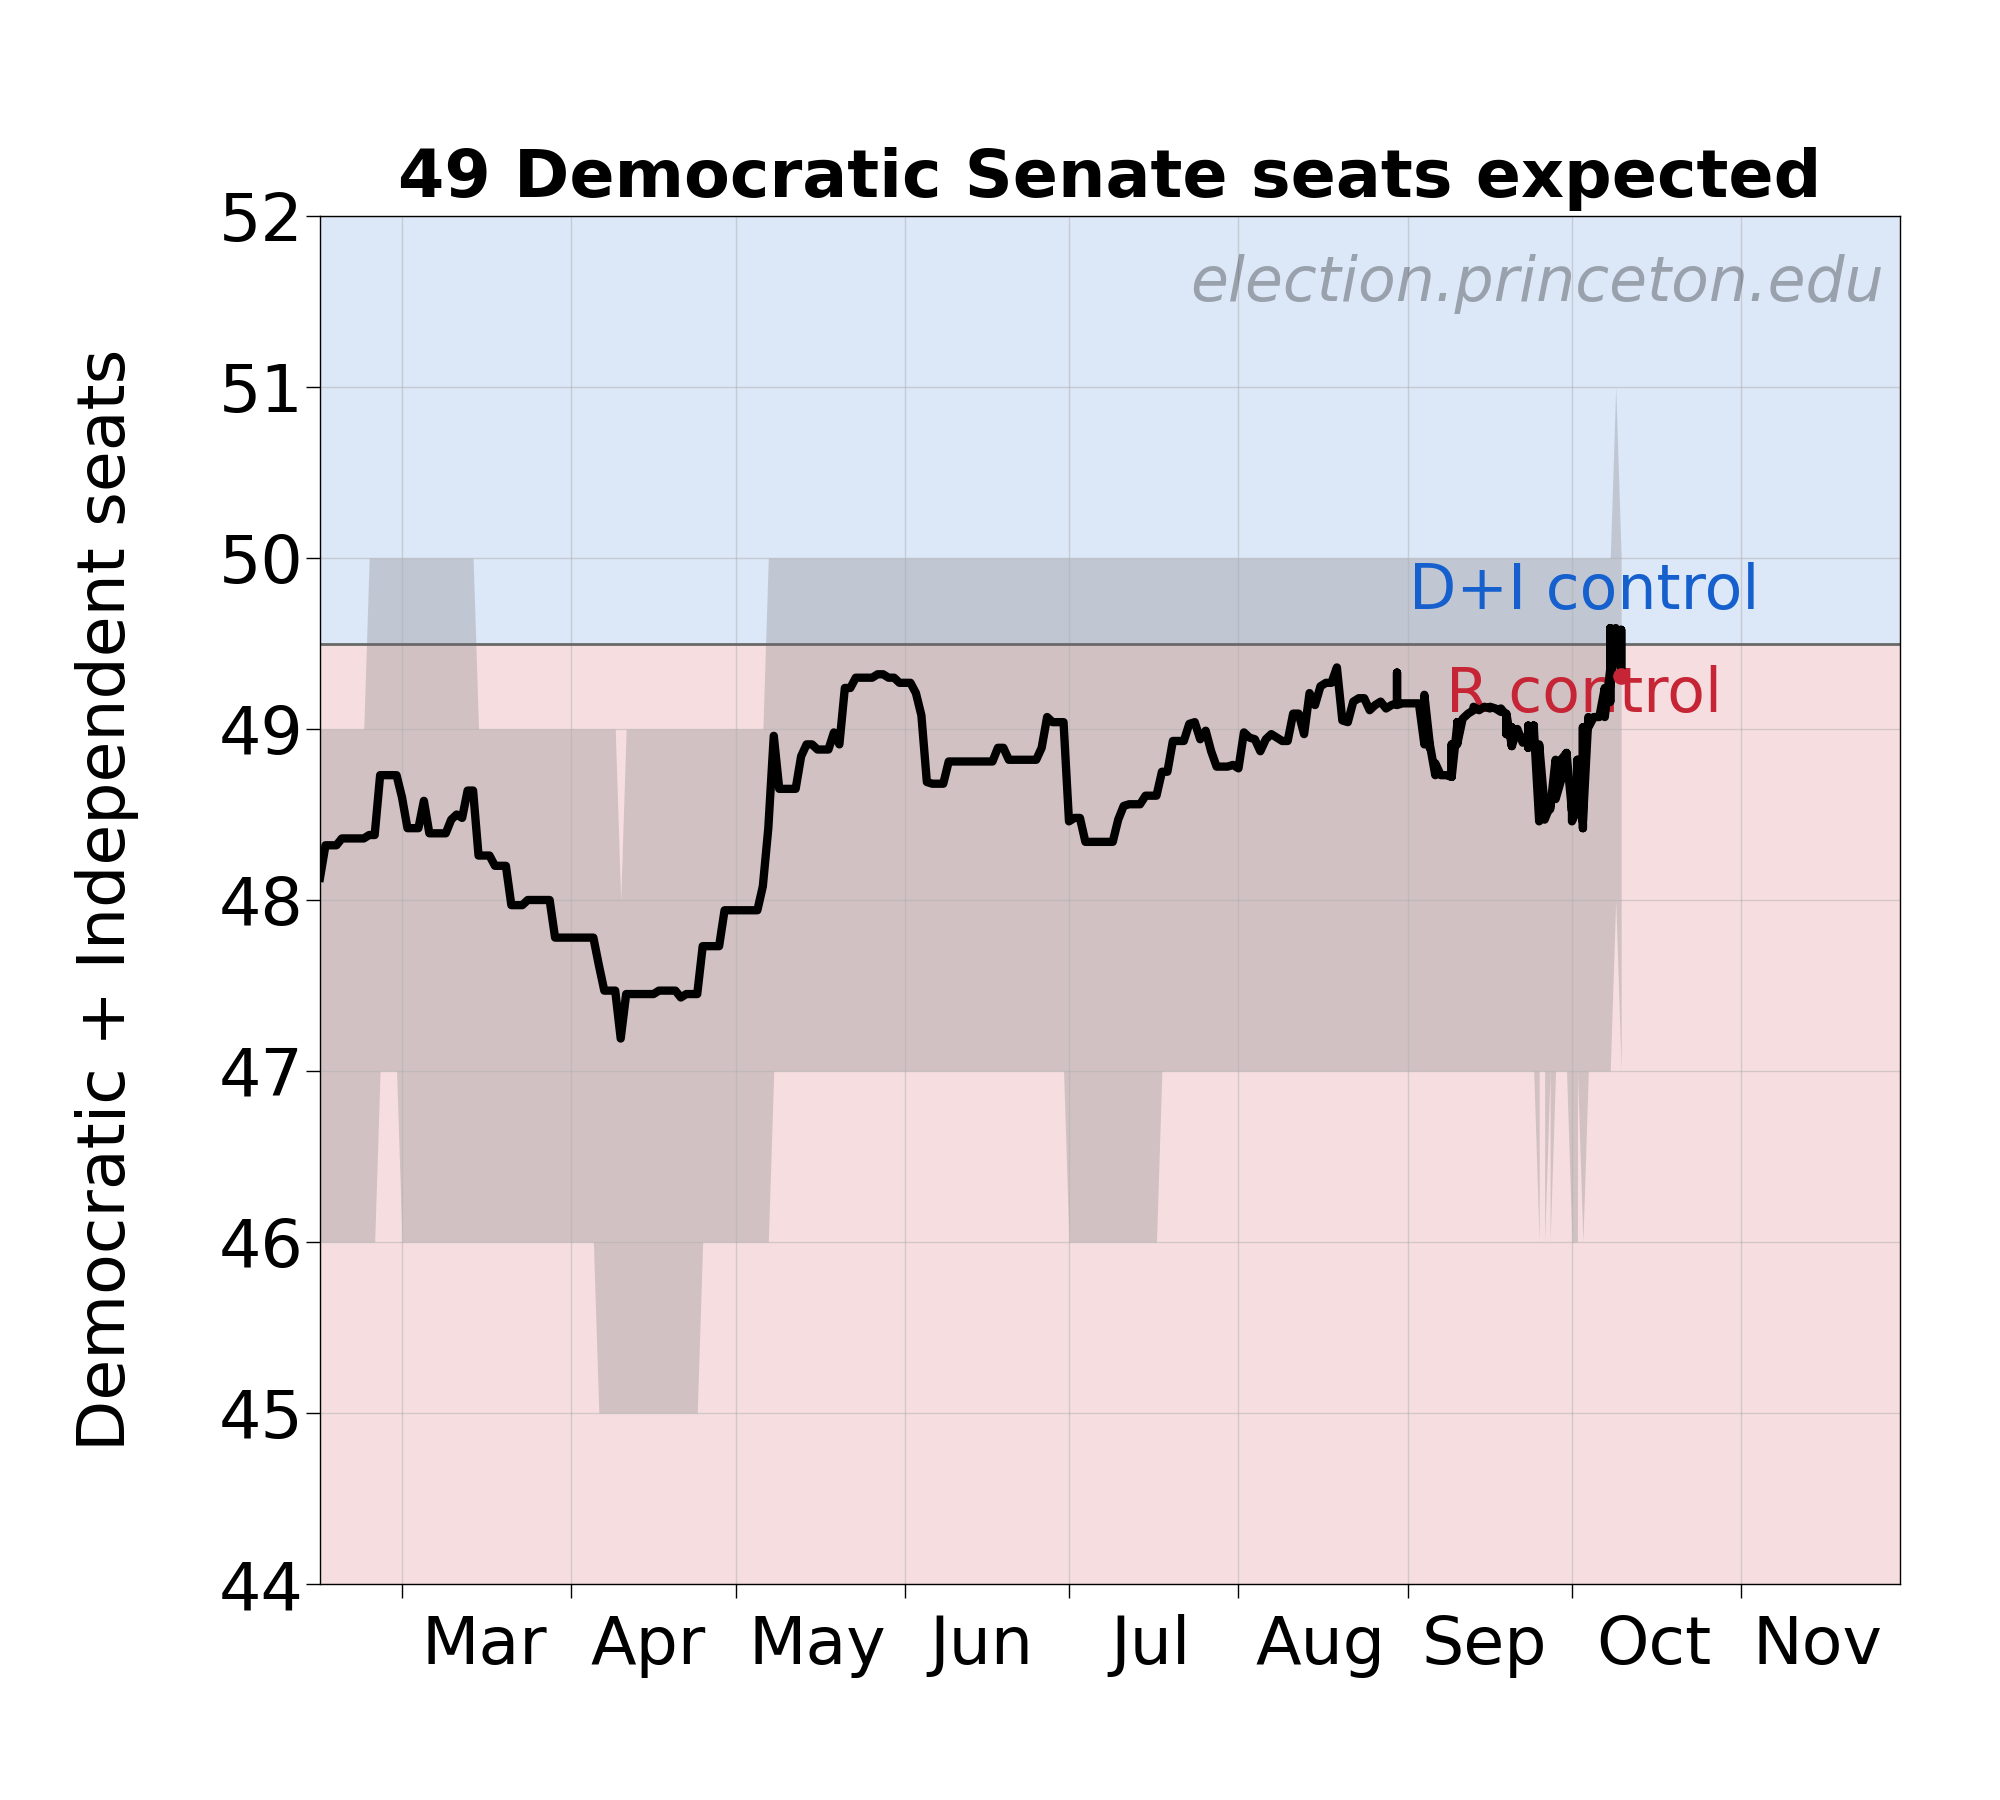 49 Democratic Senate seats expected
election.princeton.edu
Democratic + Independent seats
52
51
50
49
48
47
46
45
44
D+I control
R control
Mar Apr May Jun Jul Aug Sep Oct Nov